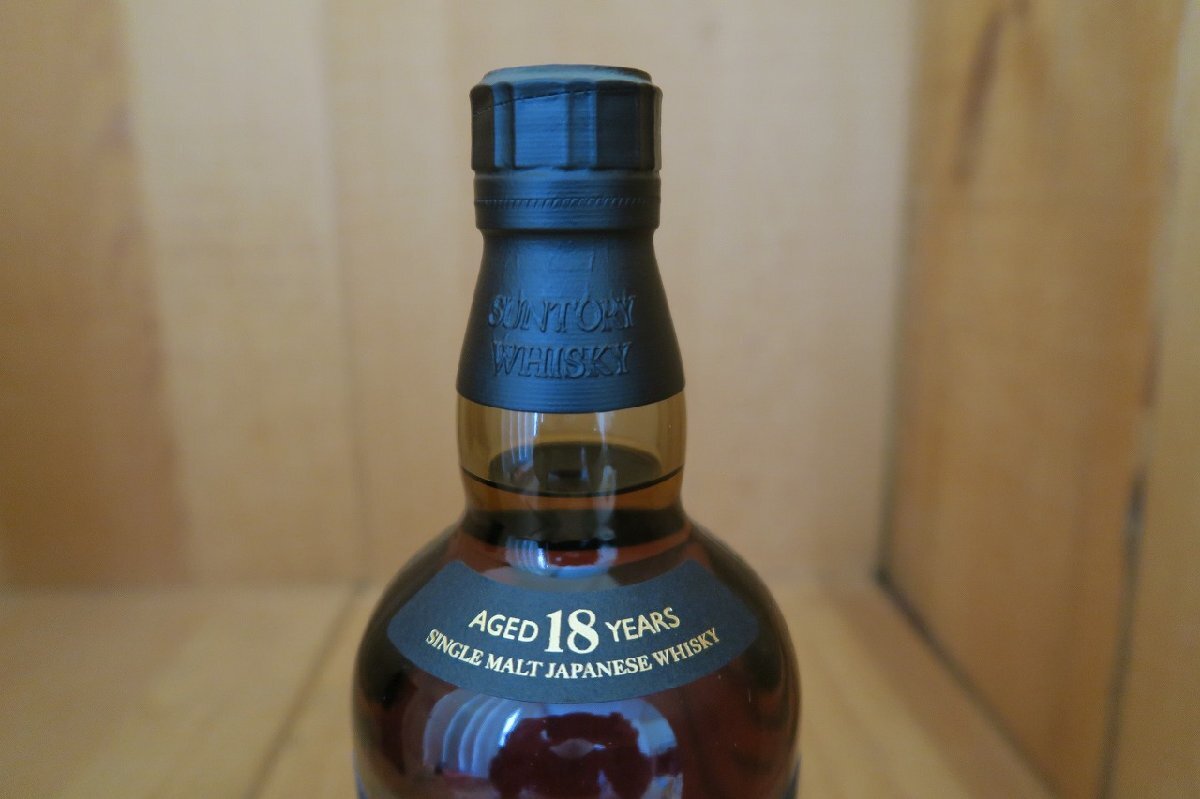 SUNTORY
WHISKY
AGED 18 YEARS
SINGLE MALT JAPANESE WHISKY